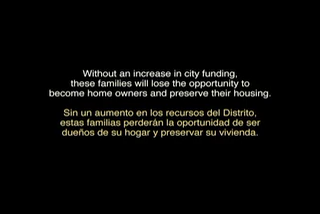 Without an increase in city funding,
these families will lose the opportunity to
become home owners and preserve their housing.
Sin un aumento en los recursos del Distrito,
estas familias perderán la oportunidad de ser
dueños de su hogar y preservar su vivienda.